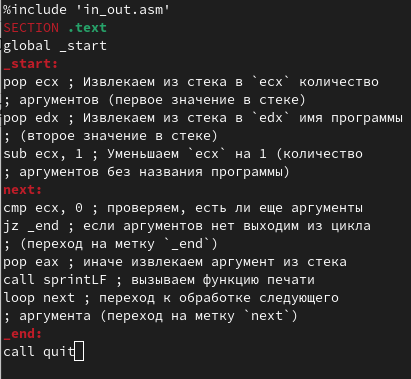 %include 'in_out.asm'
SECTION .text
global _start
_start:
pop ecx ; Извлекаем из стека в `ecx` количество
; аргументов (первое значение в стеке)
pop edx ; Извлекаем из стека в `edx` имя программы
; (второе значение в стеке)
sub ecx, 1 ; Уменьшаем `ecx` на 1 (количество
; аргументов без названия программы)
next:
cmp ecx, 0 ; проверяем, есть ли еще аргументы
jz _end ; если аргументов нет выходим из цикла
; (переход на метку `_end`)
pop eax ; иначе извлекаем аргумент из стека
call sprintLF ; вызываем функцию печати
loop next ; переход к обработке следующего
; аргумента (переход на метку `next`)
_end:
call quit